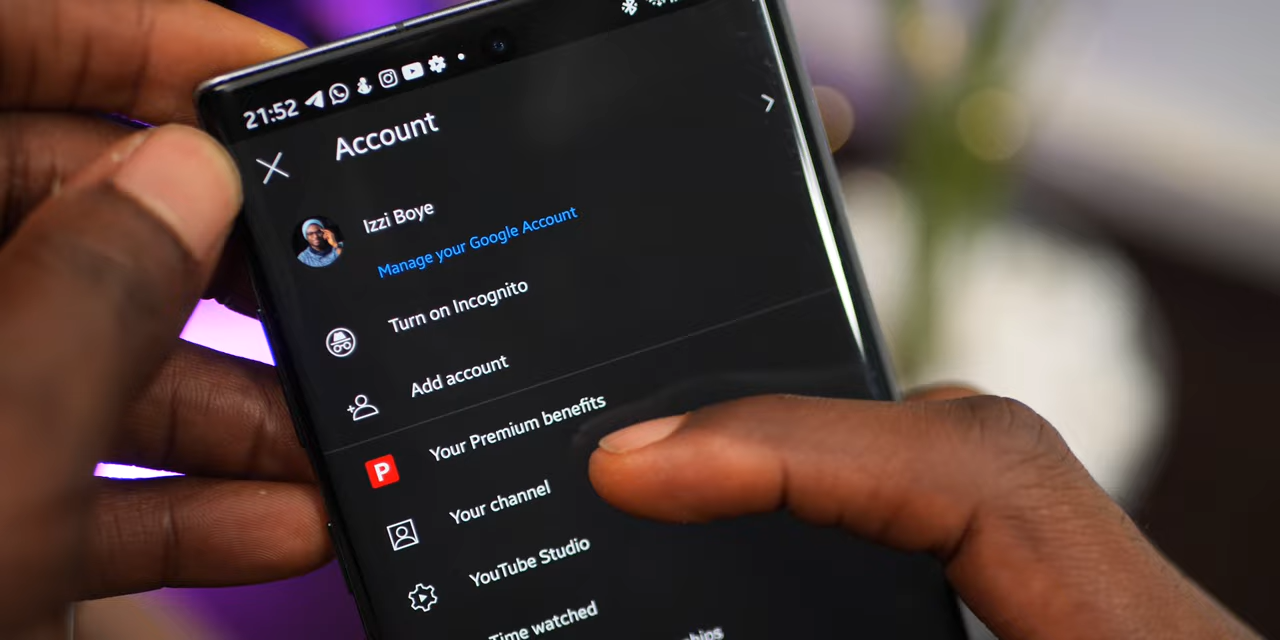 21:52
Account
Izzi Boye
Manage your Google Account
Turn on Incognito
Add account
Your Premium benefits
P
Your channel
YouTube Studio
Time watched